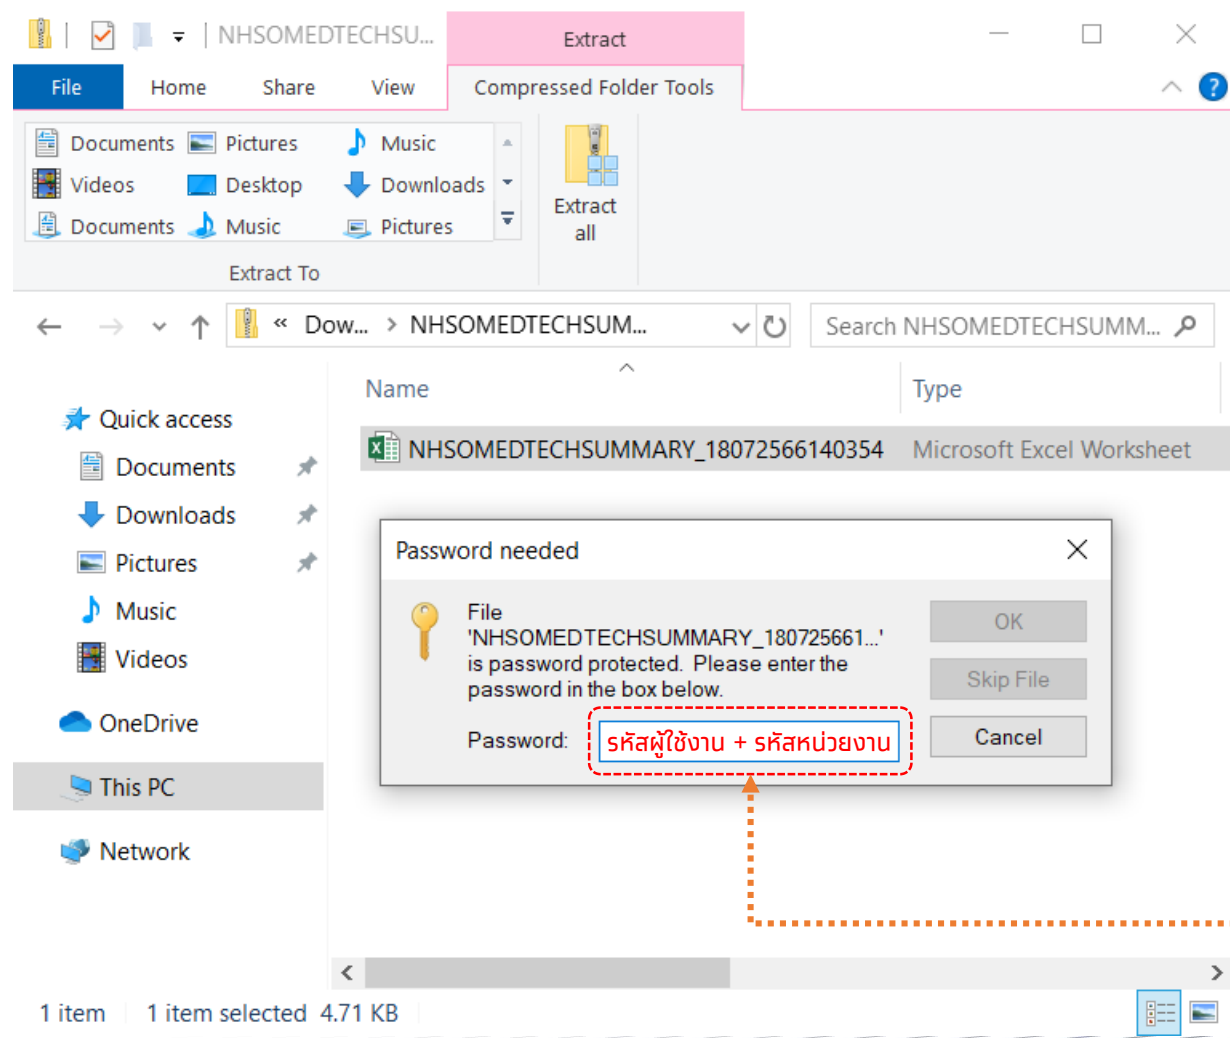 NHSOMEDTECHSU...
Extract
File
Home
Share
View
Compressed Folder Tools
?
Documents
Pictures
Music
Videos
Desktop
Downloads
Documents
Music
Pictures
Extract To
Extract
all
« Dow... > NHSOMEDTECHSUM...
Search NHSOMEDTECHSUMM...
Name
Type
Quick access
Documents
Downloads
Pictures
Music
Videos
OneDrive
This PC
Network
NHSOMEDTECHSUMMARY_18072566140354
Microsoft Excel Worksheet
Password needed
File
'NHSOMEDTECHSUMMARY_180725661...'
is password protected. Please enter the
password in the box below.
Password:
รหัสผู้ใช้งาน + รหัสหน่วยงาน
OK
Skip File
Cancel
1 item
1 item selected 4.71 KB